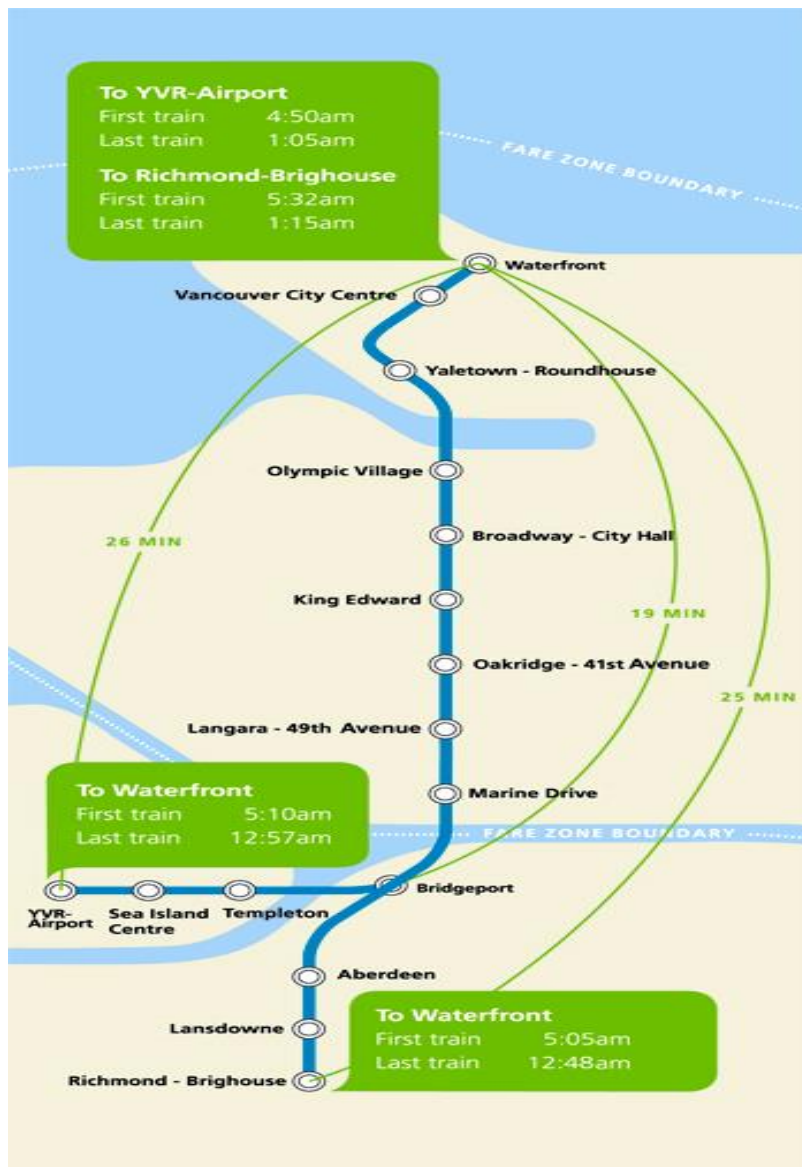 To YVR-Airport
First train 4:50am
Last train 1:05am
To Richmond-Brighouse
First train 5:32am
Last train 1:15am
FARE ZONE BOUNDARY
Waterfront
Vancouver City Centre
Yaletown - Roundhouse
Olympic Village
Broadway - City Hall
26 MIN
King Edward
19 MIN
Oakridge - 41st Avenue
25 MIN
Langara - 49th Avenue
To Waterfront
First train 5:10am
Last train 12:57am
Marine Drive
FARE ZONE BOUNDARY
Bridgeport
YVR-
Airport
Sea Island
Centre
Templeton
Aberdeen
To Waterfront
First train 5:05am
Last train 12:48am
Lansdowne
Richmond - Brighouse